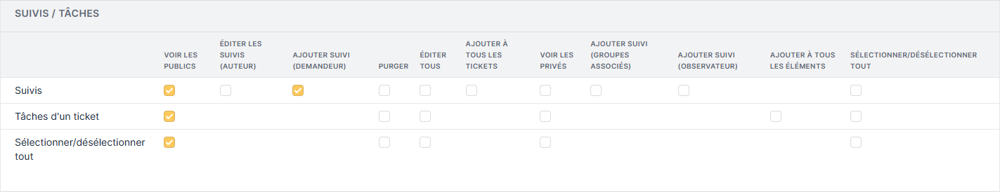 SUIVIS / TÂCHES
VOIR LES
PUBLICS
ÉDITER LES
SUIVIS
(AUTEUR)
AJOUTER SUIVI
(DEMANDEUR)
PURGER
ÉDITER
TOUS
AJOUTER À
TOUS LES
TICKETS
VOIR LES
PRIVÉS
AJOUTER SUIVI
(GROUPES
ASSOCIÉS)
AJOUTER SUIVI
(OBSERVATEUR)
AJOUTER À TOUS
LES ÉLÉMENTS
SÉLECTIONNER/DÉSÉLECTIONNER
TOUT
Suivis
Tâches d'un ticket
Sélectionner/désélectionner
tout